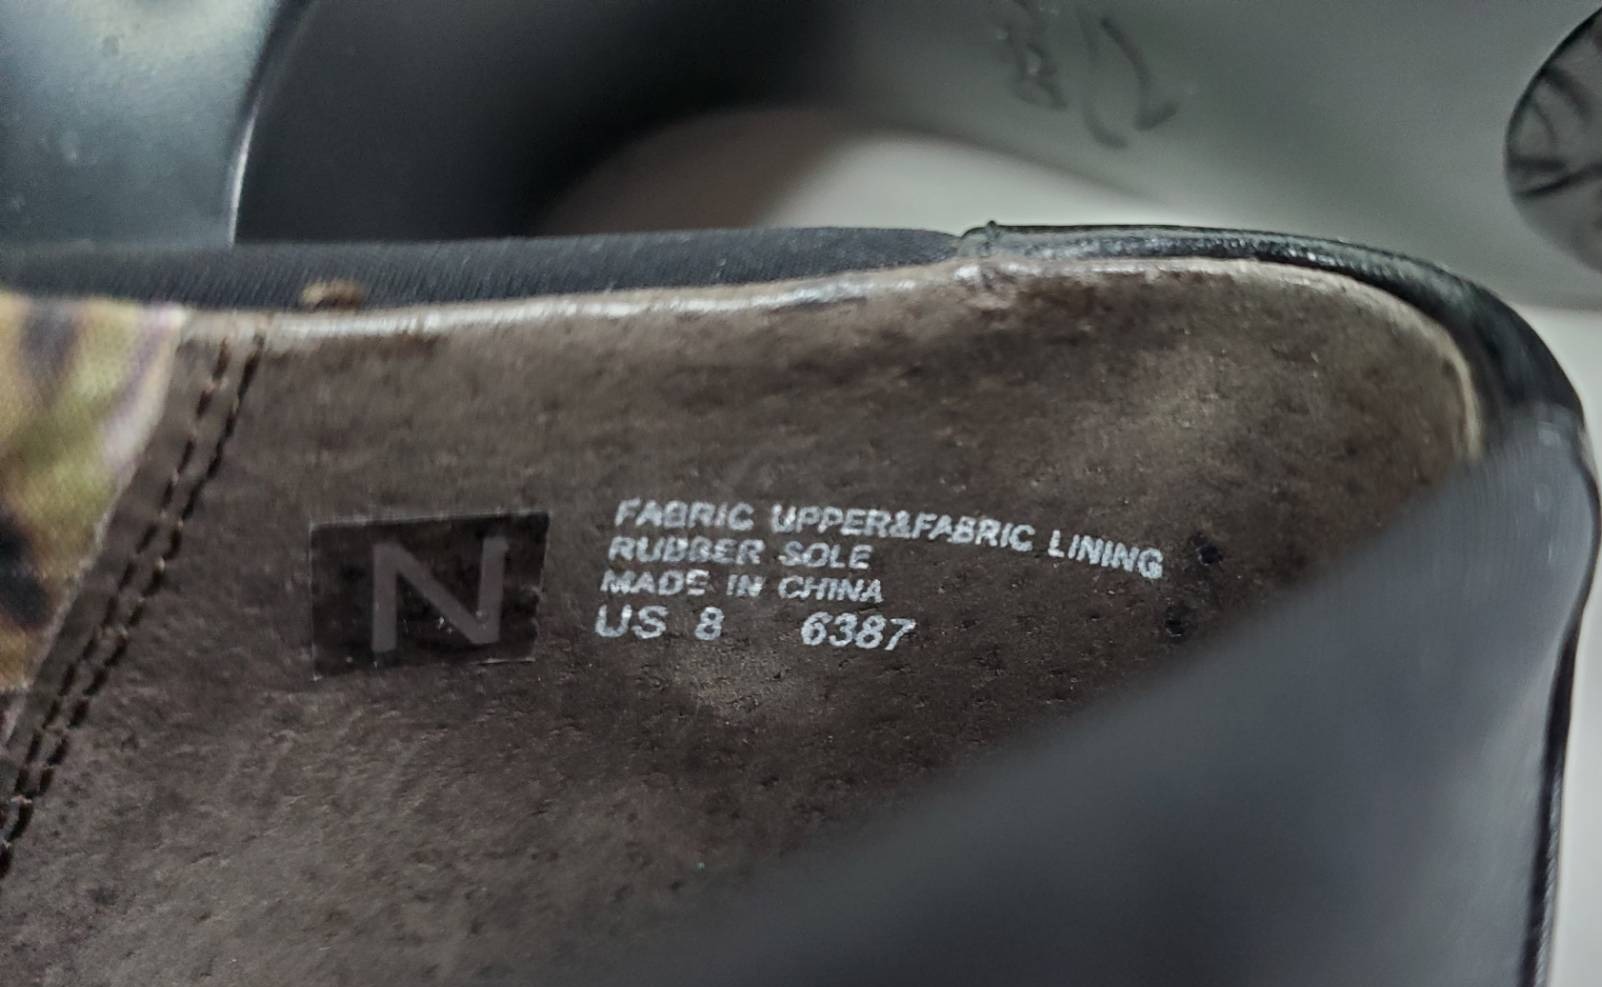 N
FABRIC UPPER&FABRIC LINING
RUBBER SOLE
MADE IN CHINA
US 8 6387